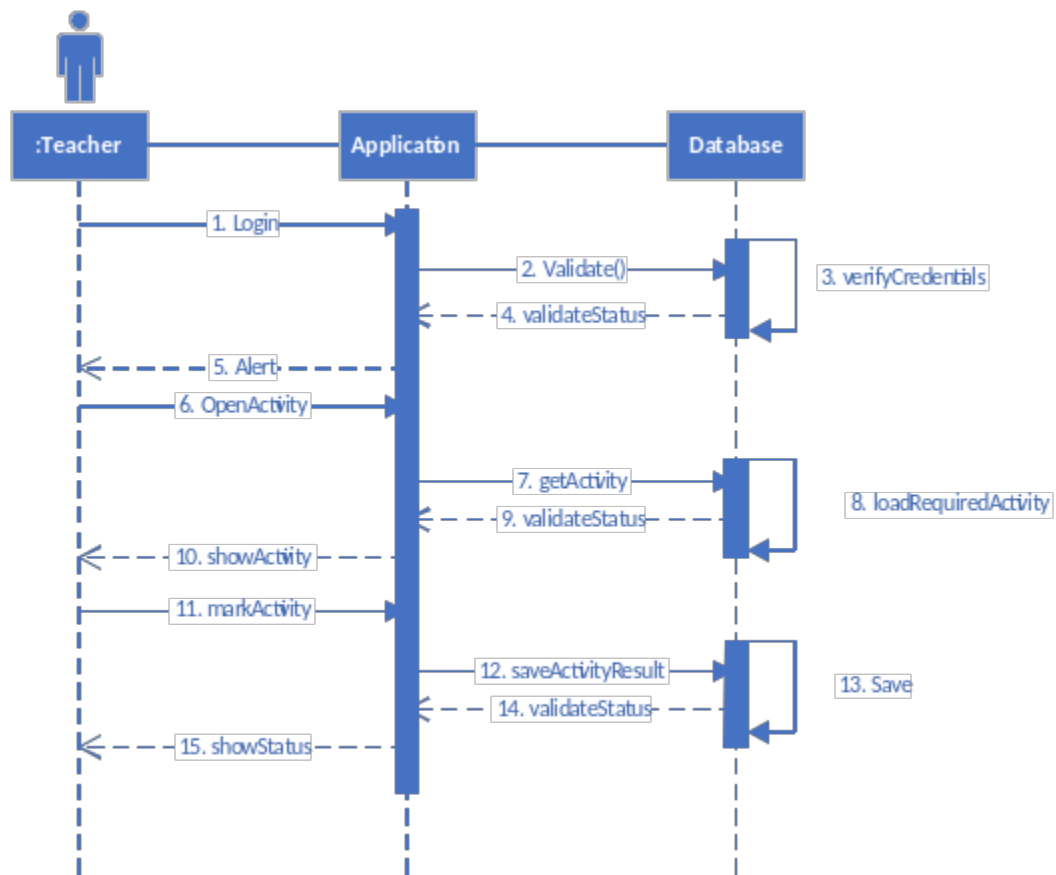 :Teacher
Application
Database
1. Login
2. Validate()
3. verifyCredentials
4. validateStatus
5. Alert
6. OpenActivity
7. getActivity
8. loadRequiredActivity
9. validateStatus
10. showActivity
11. markActivity
12. saveActivityResult
13. Save
14. validateStatus
15. showStatus